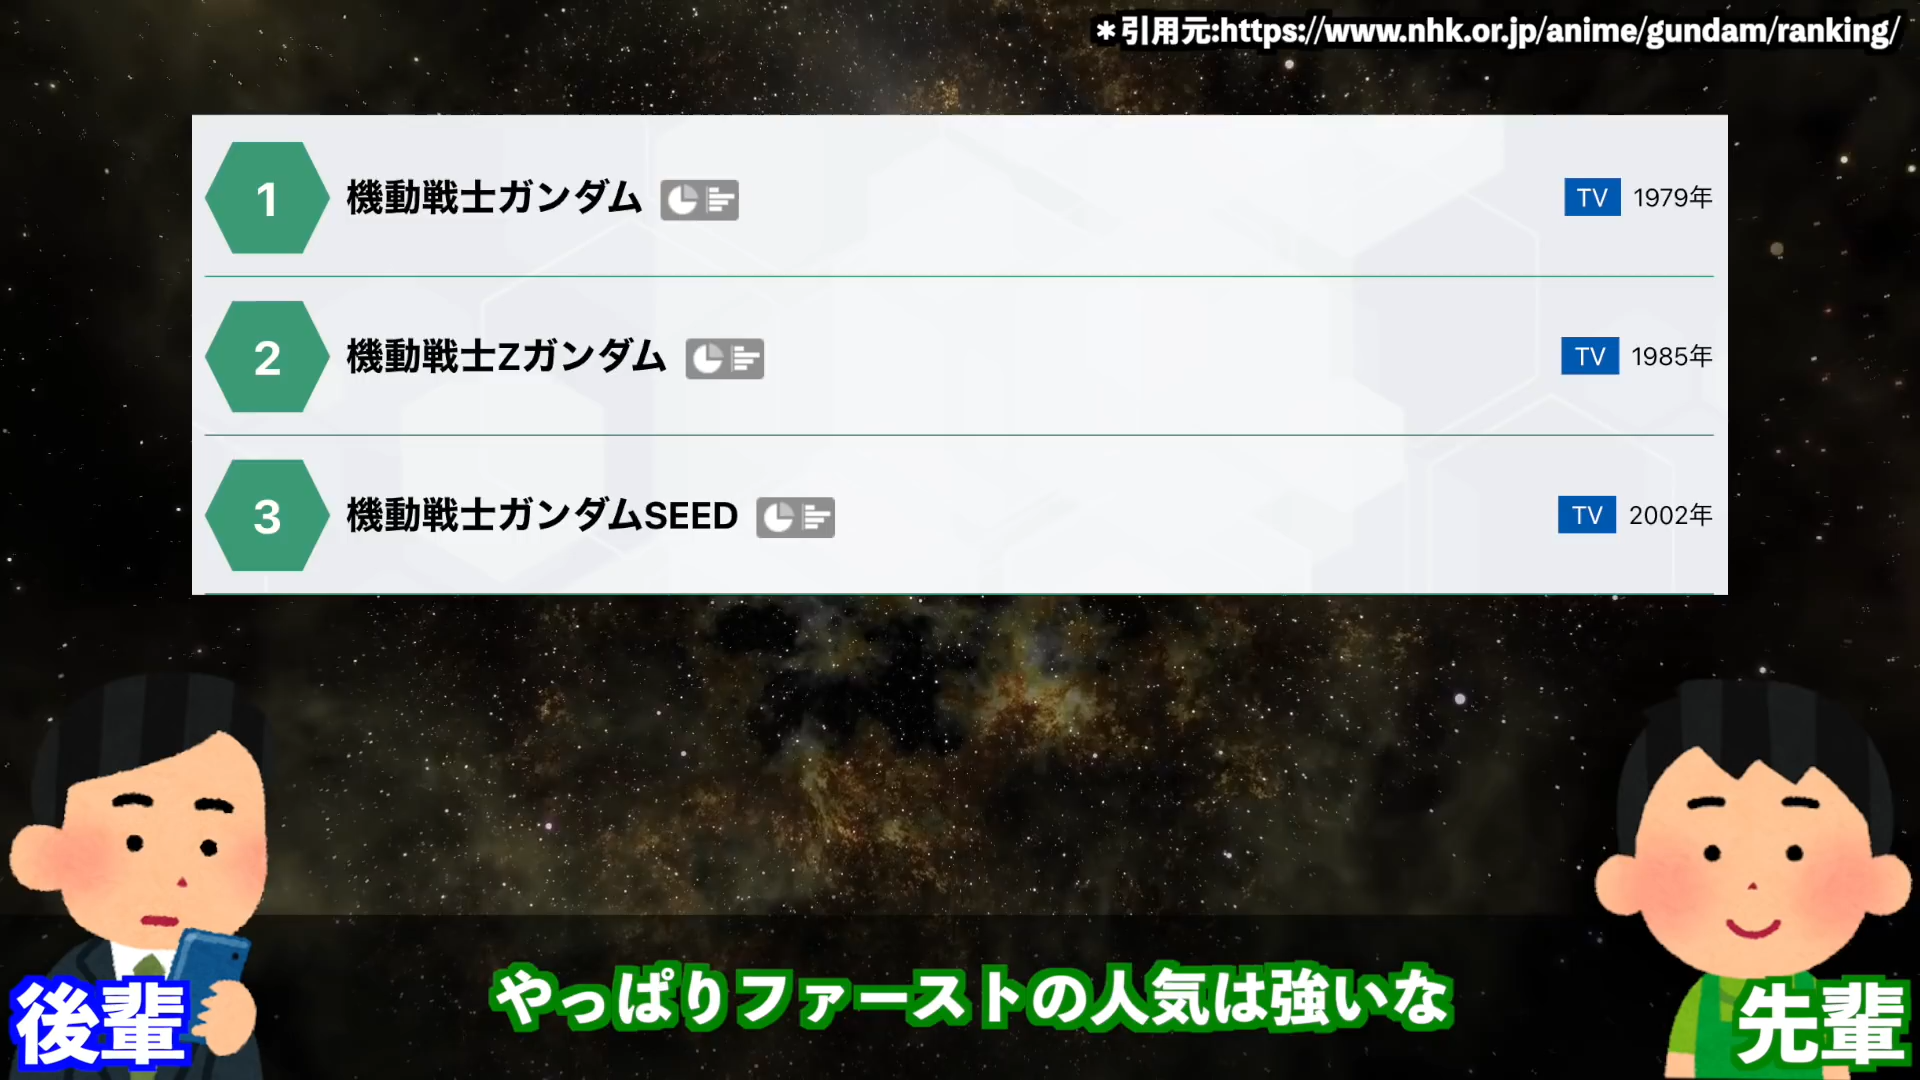 ＊引用元:https://www.nhk.or.jp/anime/gundam/ranking/
1 機動戦士ガンダム TV 1979年
2 機動戦士Zガンダム TV 1985年
3 機動戦士ガンダムSEED TV 2002年
やっぱりファーストの人気は強いな
後輩
先輩